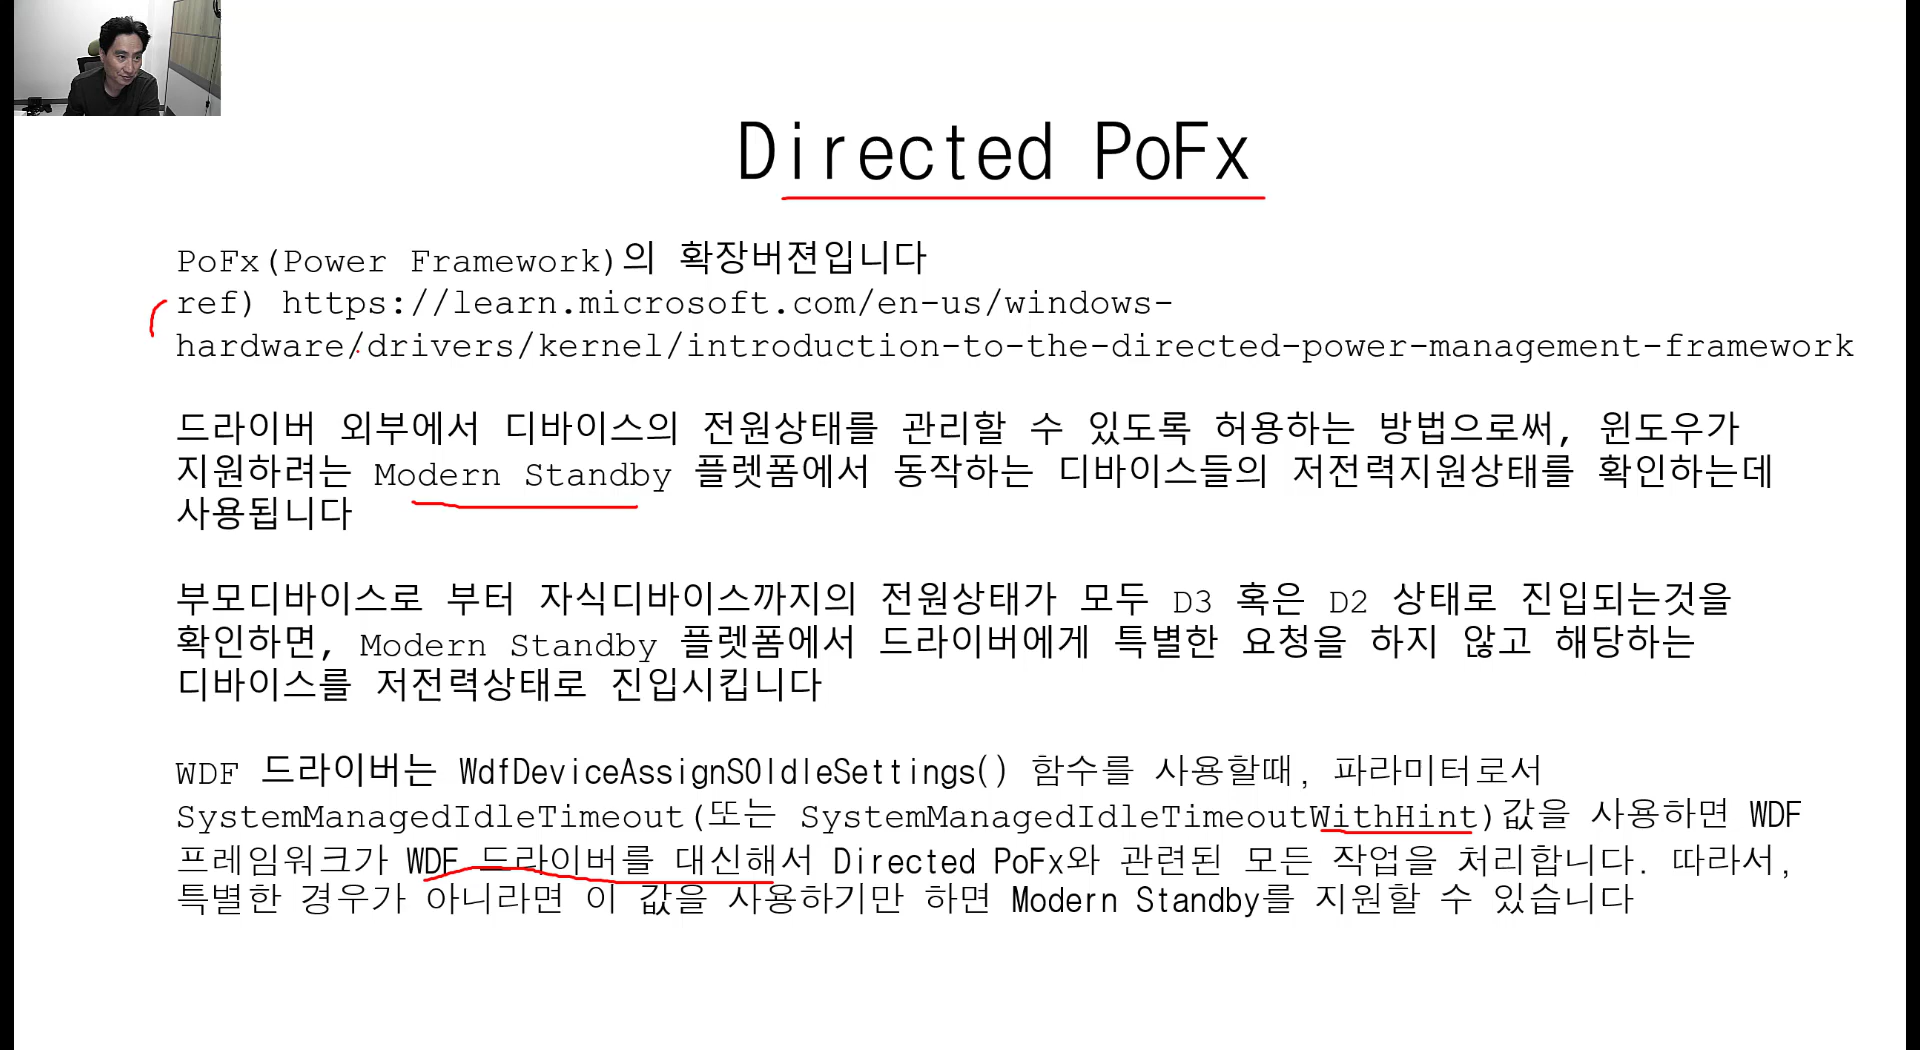 Directed PoFx
PoFx(Power Framework)의 확장버젼입니다
ref) https://learn.microsoft.com/en-us/windows-
hardware/drivers/kernel/introduction-to-the-directed-power-management-framework
드라이버 외부에서 디바이스의 전원상태를 관리할 수 있도록 허용하는 방법으로써, 윈도우가
지원하려는 Modern Standby 플렛폼에서 동작하는 디바이스들의 저전력지원상태를 확인하는데
사용됩니다
부모디바이스로 부터 자식디바이스까지의 전원상태가 모두 D3 혹은 D2 상태로 진입되는것을
확인하면, Modern Standby 플렛폼에서 드라이버에게 특별한 요청을 하지 않고 해당하는
디바이스를 저전력상태로 진입시킵니다
WDF 드라이버는 WdfDeviceAssignS0IdleSettings() 함수를 사용할때, 파라미터로서
SystemManagedIdleTimeout(또는 SystemManagedIdleTimeoutWithHint)값을 사용하면 WDF
프레임워크가 WDF 드라이버를 대신해서 Directed PoFx와 관련된 모든 작업을 처리합니다. 따라서,
특별한 경우가 아니라면 이 값을 사용하기만 하면 Modern Standby를 지원할 수 있습니다